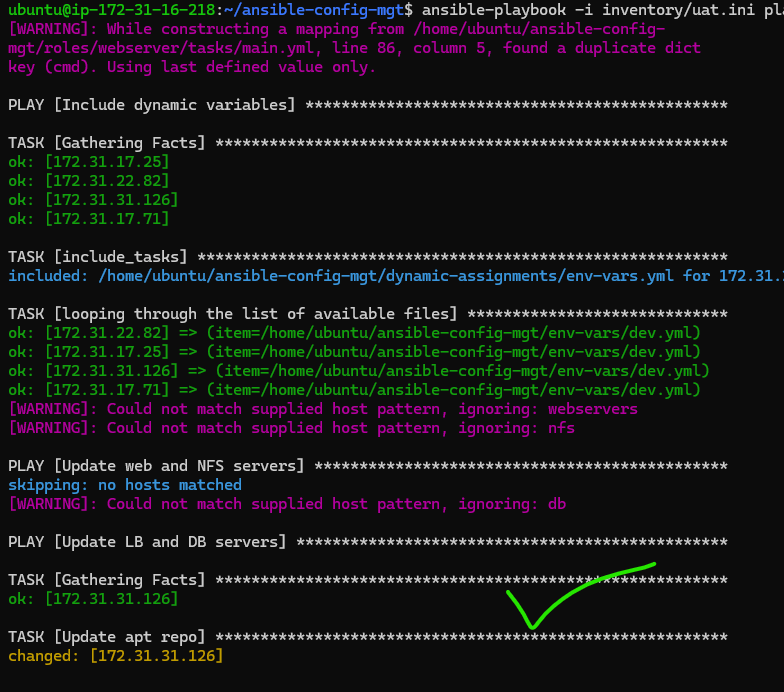 ubuntu@ip-172-31-16-218:~/ansible-config-mgt$ ansible-playbook -i inventory/uat.ini pla
[WARNING]: While constructing a mapping from /home/ubuntu/ansible-config-
mgt/roles/webserver/tasks/main.yml, line 86, column 5, found a duplicate dict
key (cmd). Using last defined value only.
PLAY [Include dynamic variables] ***********************************************
TASK [Gathering Facts] *********************************************************
ok: [172.31.17.25]
ok: [172.31.22.82]
ok: [172.31.31.126]
ok: [172.31.17.71]
TASK [include_tasks] ***********************************************************
included: /home/ubuntu/ansible-config-mgt/dynamic-assignments/env-vars.yml for 172.31.
TASK [looping through the list of available files] *****************************
ok: [172.31.22.82] => (item=/home/ubuntu/ansible-config-mgt/env-vars/dev.yml)
ok: [172.31.17.25] => (item=/home/ubuntu/ansible-config-mgt/env-vars/dev.yml)
ok: [172.31.31.126] => (item=/home/ubuntu/ansible-config-mgt/env-vars/dev.yml)
ok: [172.31.17.71] => (item=/home/ubuntu/ansible-config-mgt/env-vars/dev.yml)
[WARNING]: Could not match supplied host pattern, ignoring: webservers
[WARNING]: Could not match supplied host pattern, ignoring: nfs
PLAY [Update web and NFS servers] **********************************************
skipping: no hosts matched
[WARNING]: Could not match supplied host pattern, ignoring: db
PLAY [Update LB and DB servers] ************************************************
TASK [Gathering Facts] *********************************************************
ok: [172.31.31.126]
TASK [Update apt repo] *********************************************************
changed: [172.31.31.126]